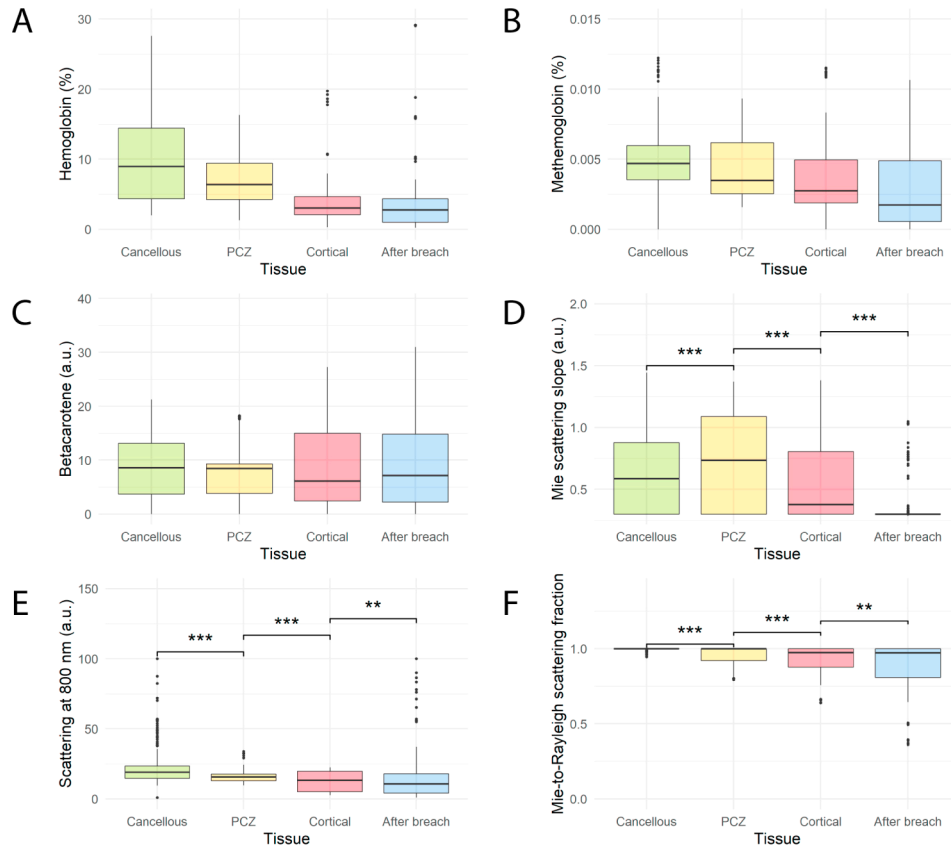 A
Hemoglobin (%)
30
20
10
0
Cancellous PCZ Cortical After breach
Tissue
B
Methemoglobin (%)
0.015
0.010
0.005
0.000
Cancellous PCZ Cortical After breach
Tissue
C
Betacarotene (a.u.)
40
30
20
10
0
Cancellous PCZ Cortical After breach
Tissue
D
Mie scattering slope (a.u.)
2.0
1.5
1.0
0.5
***
***
***
Cancellous PCZ Cortical After breach
Tissue
E
Scattering at 800 nm (a.u.)
150
100
50
0
***
***
**
Cancellous PCZ Cortical After breach
Tissue
F
Mie-to-Rayleigh scattering fraction
1.0
0.5
1.0
***
***
**
Cancellous PCZ Cortical After breach
Tissue